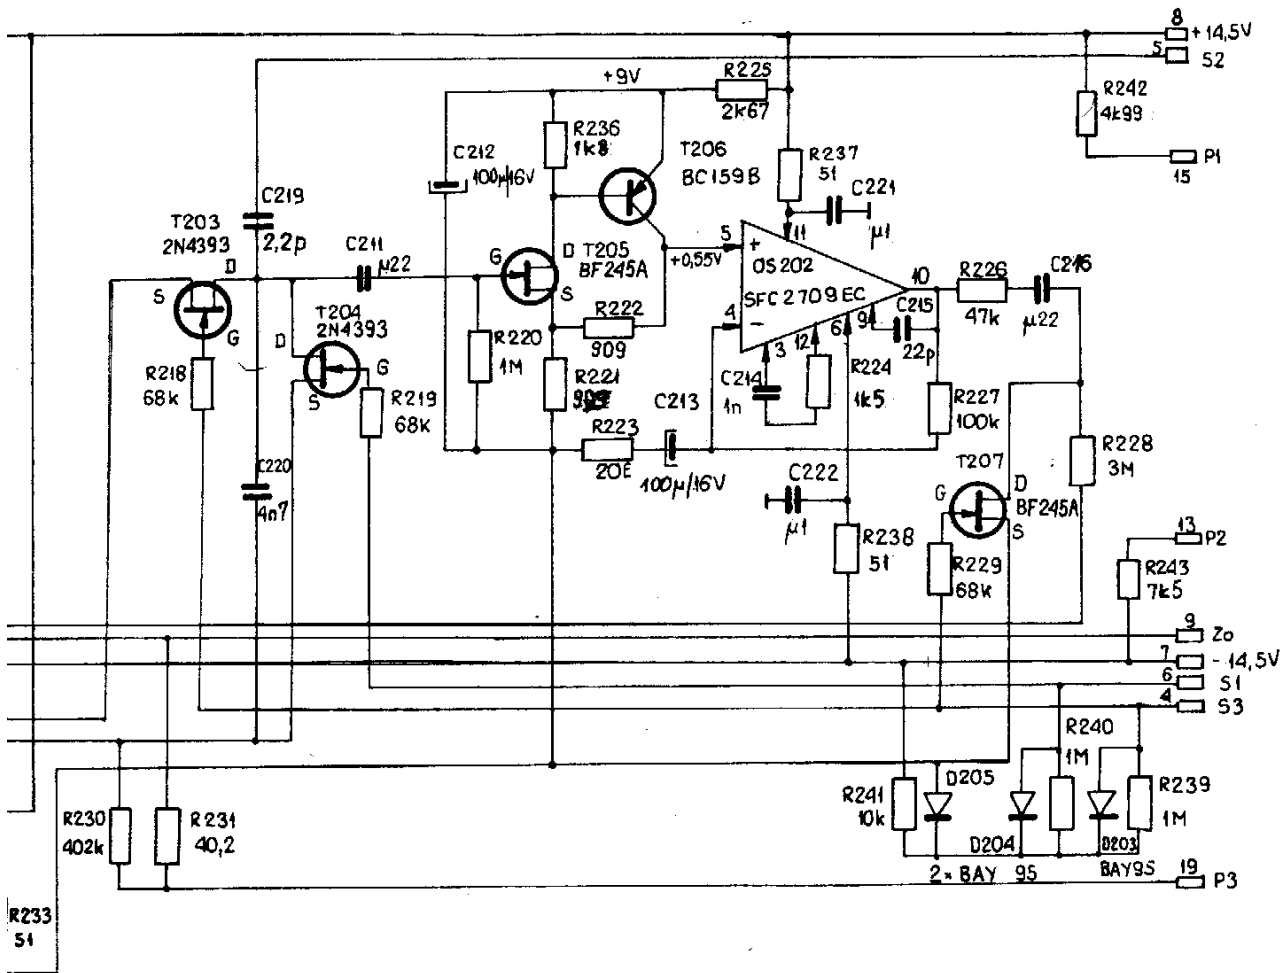 8
+14,5V
5
S2
+9V
R225
2k67
R242
4k99
R236
1k8
C212
100µ/16V
T206
BC159B
R237
51
C221
µ1
P1
15
C219
2,2p
T203
2N4393
D
S
G
C211
µ22
G
D
T205
BF245A
S
+0,55V
5
+
11
OS202
SFC2709EC
10
R226
47k
C216
µ22
T204
2N4393
D
G
S
R220
1M
R222
909
4
-
3
12
6
9
C215
22p
R218
68k
R219
68k
R221
C214
1n
R224
1k5
R227
100k
R223
20E
C213
100µ/16V
R228
3M
C220
4n7
C222
µ1
T207
D
G
BF245A
S
R238
51
R229
68k
13
P2
R243
7k5
9
Zo
7
-14,5V
6
S1
4
S3
R240
1M
D205
R241
10k
R239
1M
R230
402k
R231
40,2
D204
D203
2× BAY 95
BAY95
19
P3
R233
51